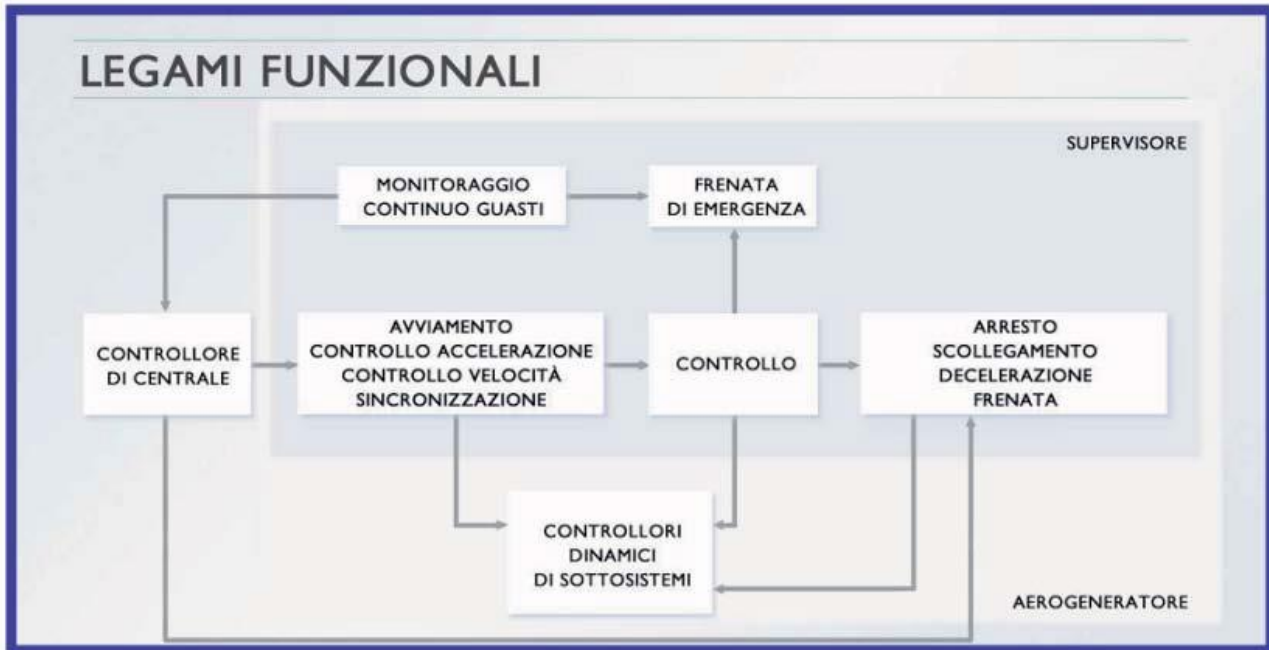 LEGAMI FUNZIONALI
SUPERVISORE
MONITORAGGIO
CONTINUO GUASTI
FRENATA
DI EMERGENZA
CONTROLLORE
DI CENTRALE
AVVIAMENTO
CONTROLLO ACCELERAZIONE
CONTROLLO VELOCITÀ
SINCRONIZZAZIONE
CONTROLLO
ARRESTO
SCOLLEGAMENTO
DECELERAZIONE
FRENATA
CONTROLLORI
DINAMICI
DI SOTTOSISTEMI
AEROGENERATORE